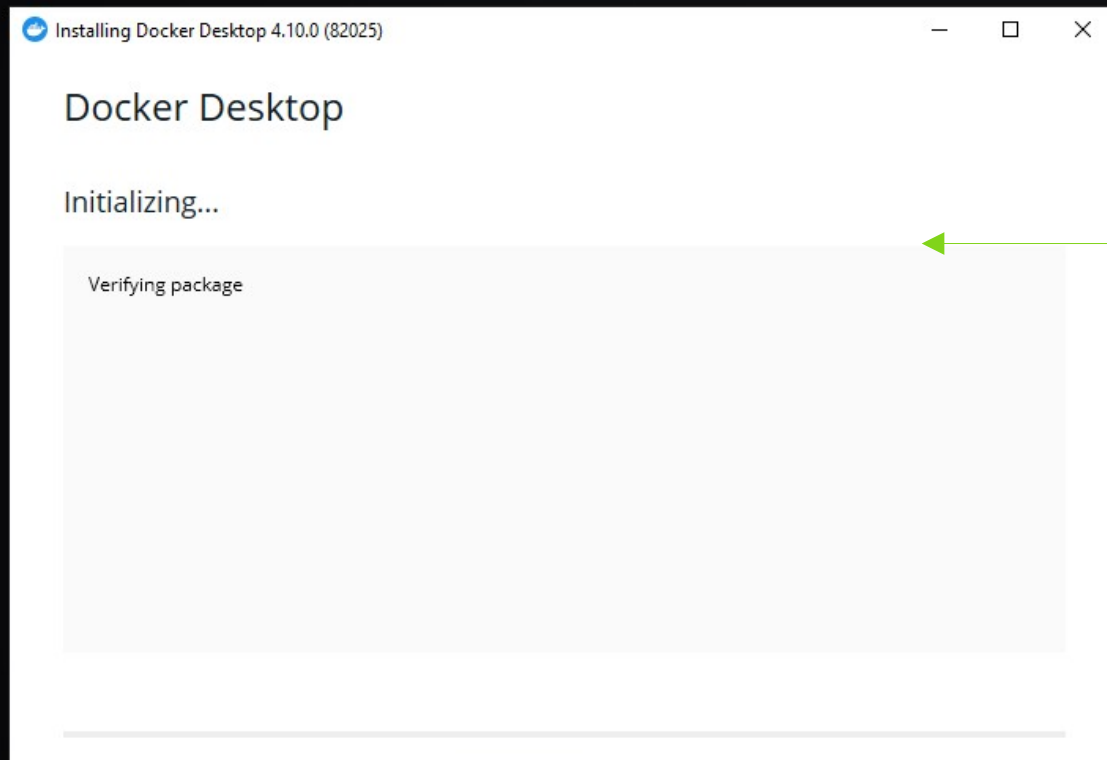 Installing Docker Desktop 4.10.0 (82025)
Docker Desktop
Initializing...
Verifying package